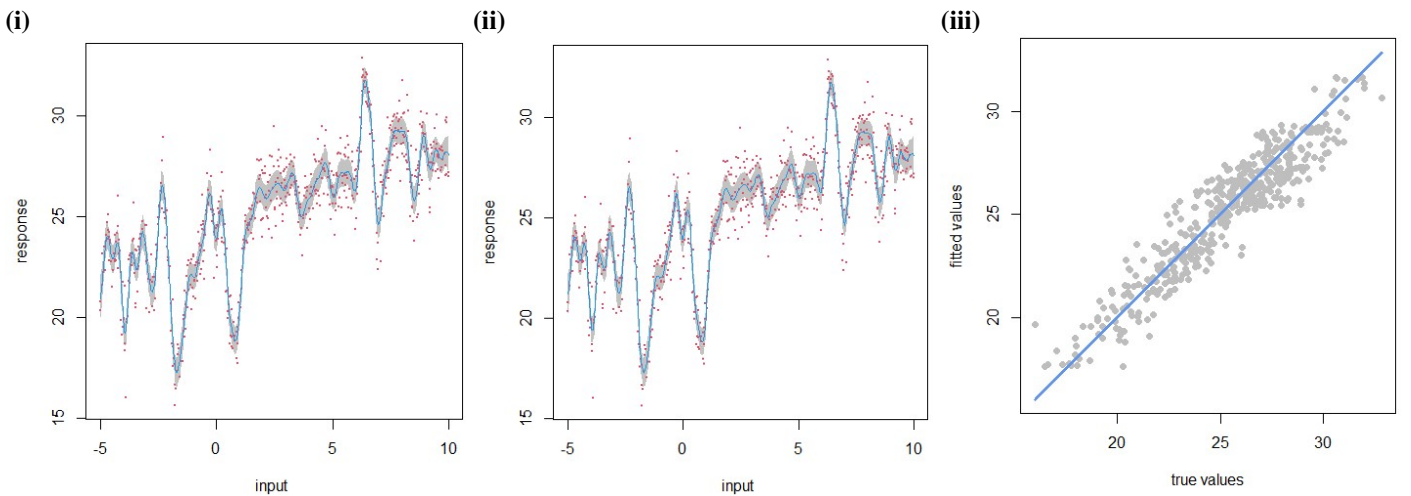 (i)
response
30
25
20
15
-5 0 5 10
input
(ii)
response
30
25
20
15
-5 0 5 10
input
(iii)
fitted values
30
25
20
20 25 30
true values